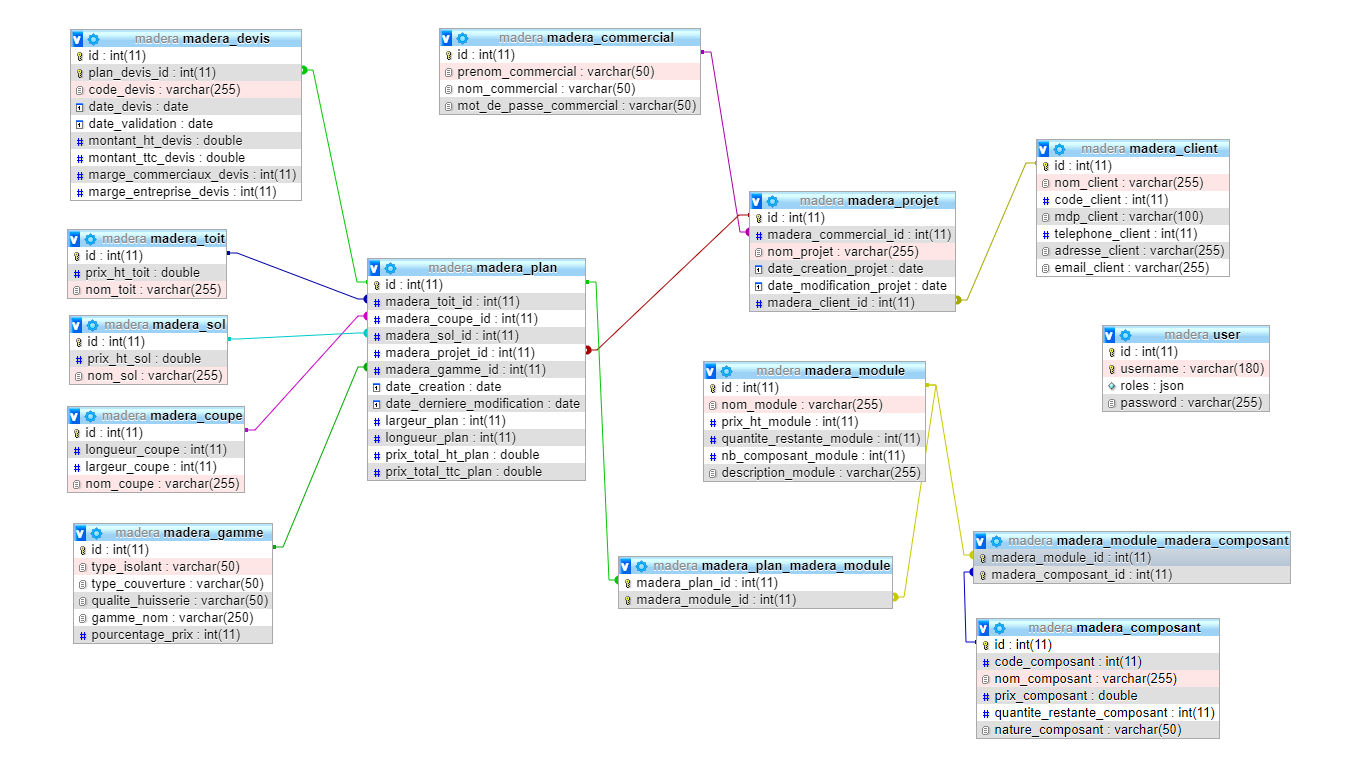 madera madera_devis
id : int(11)
plan_devis_id : int(11)
code_devis : varchar(255)
date_devis : date
date_validation : date
montant_ht_devis : double
montant_ttc_devis : double
marge_commerciaux_devis : int(11)
marge_entreprise_devis : int(11)
madera madera_commercial
id : int(11)
prenom_commercial : varchar(50)
nom_commercial : varchar(50)
mot_de_passe_commercial : varchar(50)
madera madera_client
id : int(11)
nom_client : varchar(255)
code_client : int(11)
mdp_client : varchar(100)
telephone_client : int(11)
adresse_client : varchar(255)
email_client : varchar(255)
madera madera_projet
id : int(11)
madera_commercial_id : int(11)
nom_projet : varchar(255)
date_creation_projet : date
date_modification_projet : date
madera_client_id : int(11)
madera madera_toit
id : int(11)
prix_ht_toit : double
nom_toit : varchar(255)
madera madera_plan
id : int(11)
madera_toit_id : int(11)
madera_coupe_id : int(11)
madera_sol_id : int(11)
madera_projet_id : int(11)
madera_gamme_id : int(11)
date_creation : date
date_derniere_modification : date
largeur_plan : int(11)
longueur_plan : int(11)
prix_total_ht_plan : double
prix_total_ttc_plan : double
madera madera_sol
id : int(11)
prix_ht_sol : double
nom_sol : varchar(255)
madera user
id : int(11)
username : varchar(180)
roles : json
password : varchar(255)
madera madera_module
id : int(11)
nom_module : varchar(255)
prix_ht_module : int(11)
quantite_restante_module : int(11)
nb_composant_module : int(11)
description_module : varchar(255)
madera madera_coupe
id : int(11)
longueur_coupe : int(11)
largeur_coupe : int(11)
nom_coupe : varchar(255)
madera madera_gamme
id : int(11)
type_isolant : varchar(50)
type_couverture : varchar(50)
qualite_huisserie : varchar(50)
gamme_nom : varchar(250)
pourcentage_prix : int(11)
madera madera_plan_madera_module
madera_plan_id : int(11)
madera_module_id : int(11)
madera madera_module_madera_composant
madera_module_id : int(11)
madera_composant_id : int(11)
madera madera_composant
id : int(11)
code_composant : int(11)
nom_composant : varchar(255)
prix_composant : double
quantite_restante_composant : int(11)
nature_composant : varchar(50)